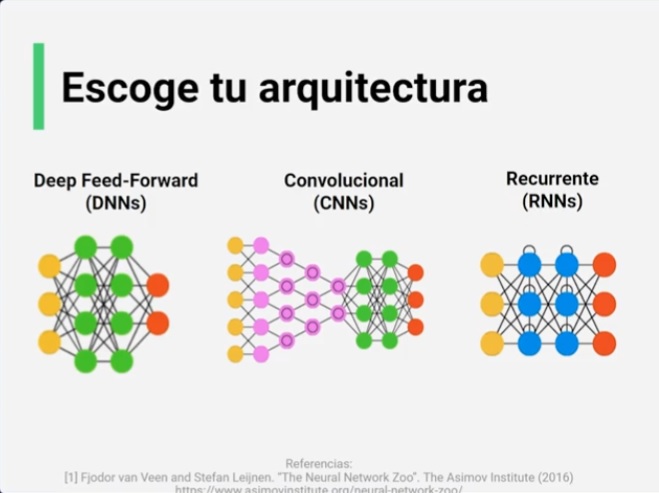 Escoge tu arquitectura
Deep Feed-Forward
(DNNs)
Convolucional
(CNNs)
Recurrente
(RNNs)
Referencias:
[1] Fjodor van Veen and Stefan Leijnen. "The Neural Network Zoo". The Asimov Institute (2016)
https://www.asimovinstitute.org/neural-network-zoo/